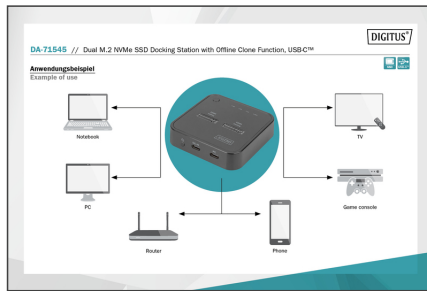 DIGITUS®
DA-71545 // Dual M.2 NVMe SSD Docking Station with Offline Clone Function, USB-C™
Anwendungsbeispiel
Example of use
Notebook
TV
PC
Game console
Router
Phone